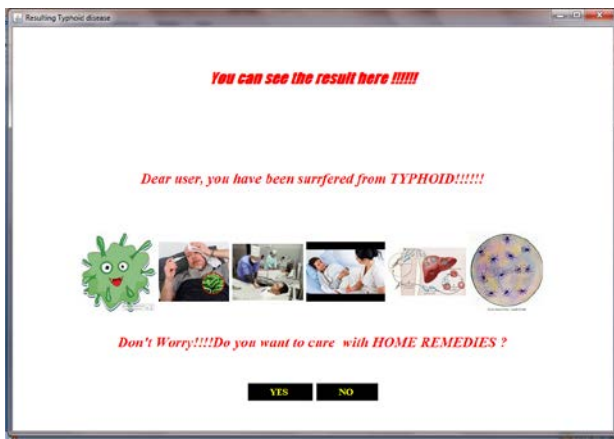 Resulting Typhoic disease
You can see the result here !!!!!!
Dear user, you have been surrfered from TYPHOID!!!!!!
Don't Worry!!!!Do you want to cure with HOME REMEDIES ?
YES
NO